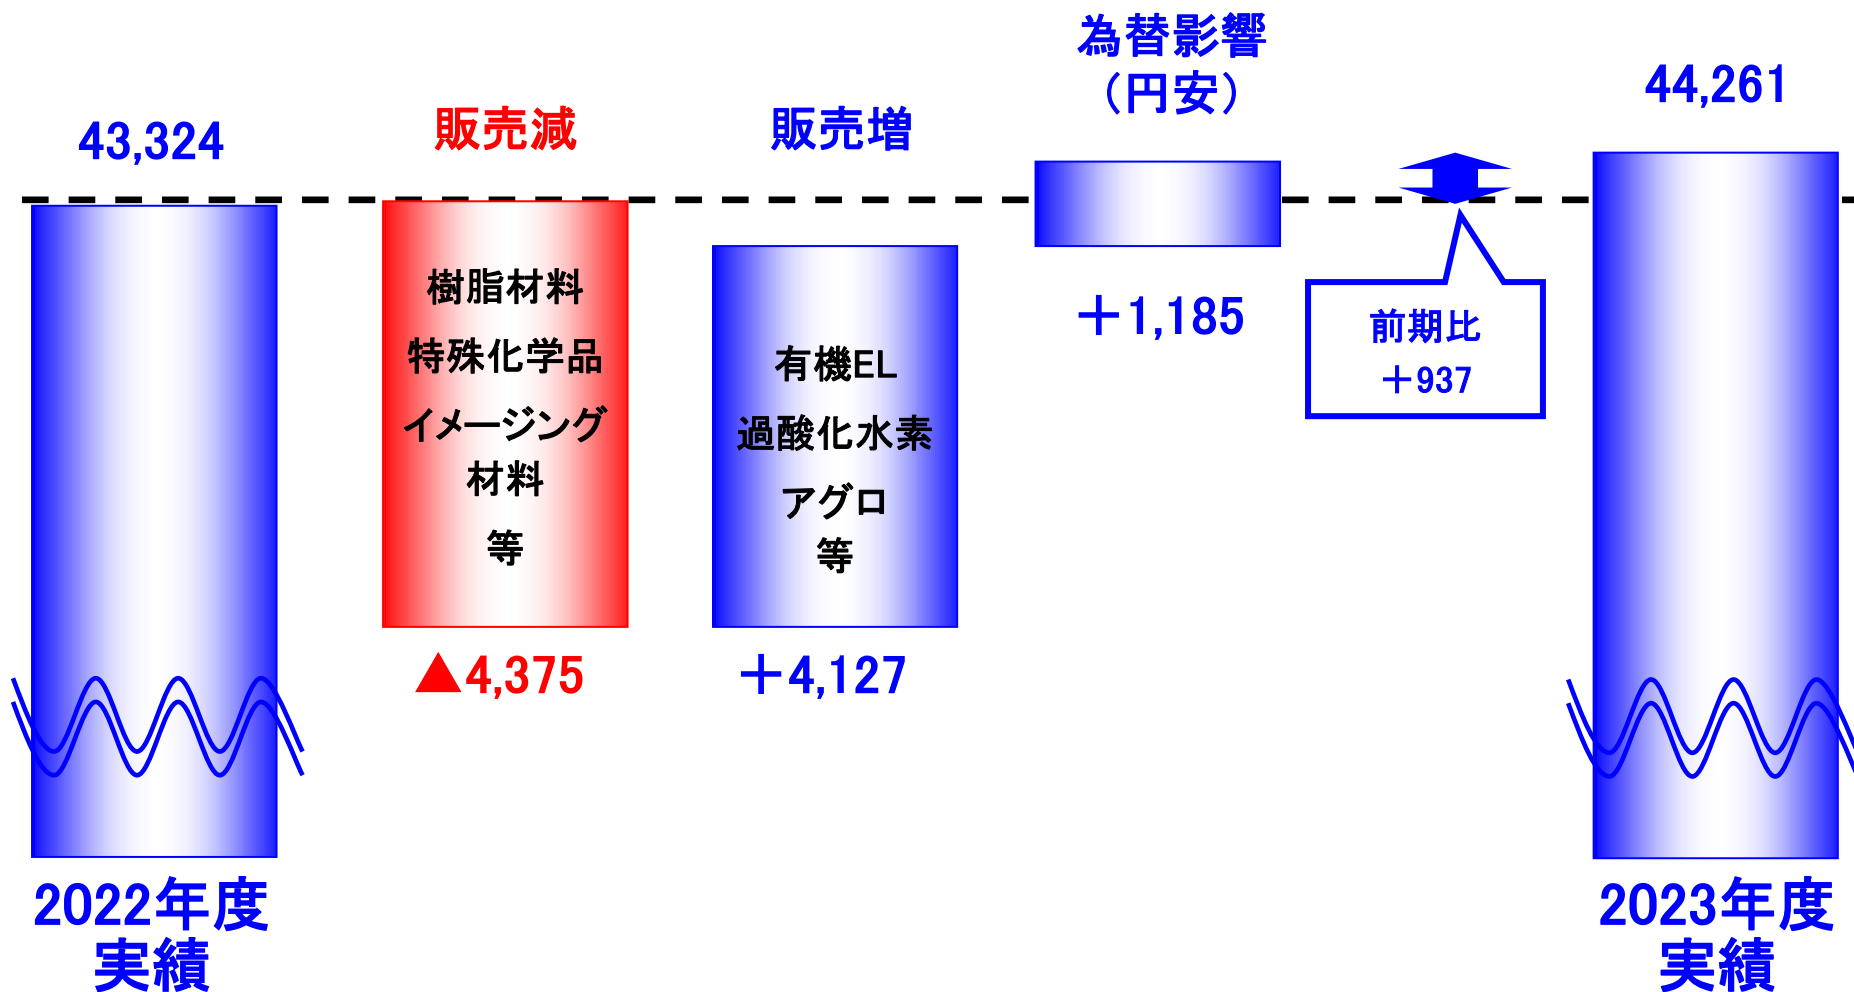 43,324
販売減
樹脂材料
特殊化学品
イメージング
材料
等
▲4,375
販売増
有機EL
過酸化水素
アグロ
等
＋4,127
為替影響
（円安）
＋1,185
前期比
＋937
44,261
2022年度
実績
2023年度
実績